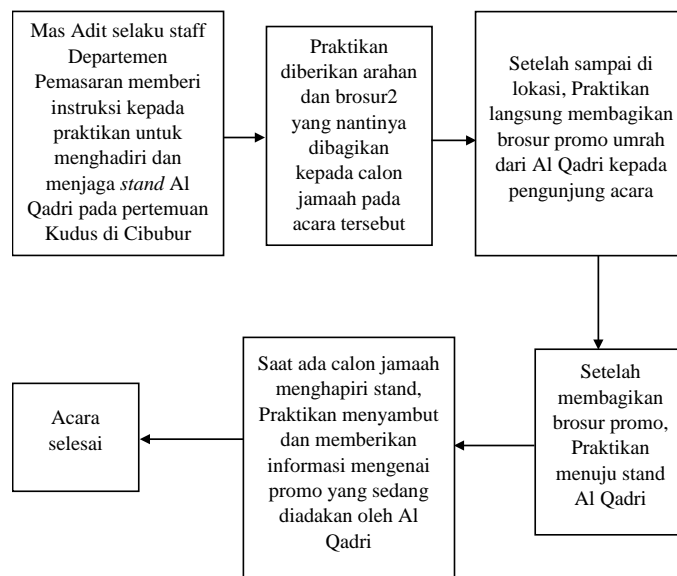 Mas Adit selaku staff
Departemen
Pemasaran memberi
instruksi kepada
praktikan untuk
menghadiri dan
menjaga stand Al
Qadri pada pertemuan
Kudus di Cibubur
Praktikan
diberikan arahan
dan brosur2
yang nantinya
dibagikan
kepada calon
jamaah pada
acara tersebut
Setelah sampai di
lokasi, Praktikan
langsung membagikan
brosur promo umrah
dari Al Qadri kepada
pengunjung acara
Setelah
membagikan
brosur promo,
Praktikan
menuju stand
Al Qadri
Saat ada calon jamaah
menghapiri stand,
Praktikan menyambut
dan memberikan
informasi mengenai
promo yang sedang
diadakan oleh Al
Qadri
Acara
selesai